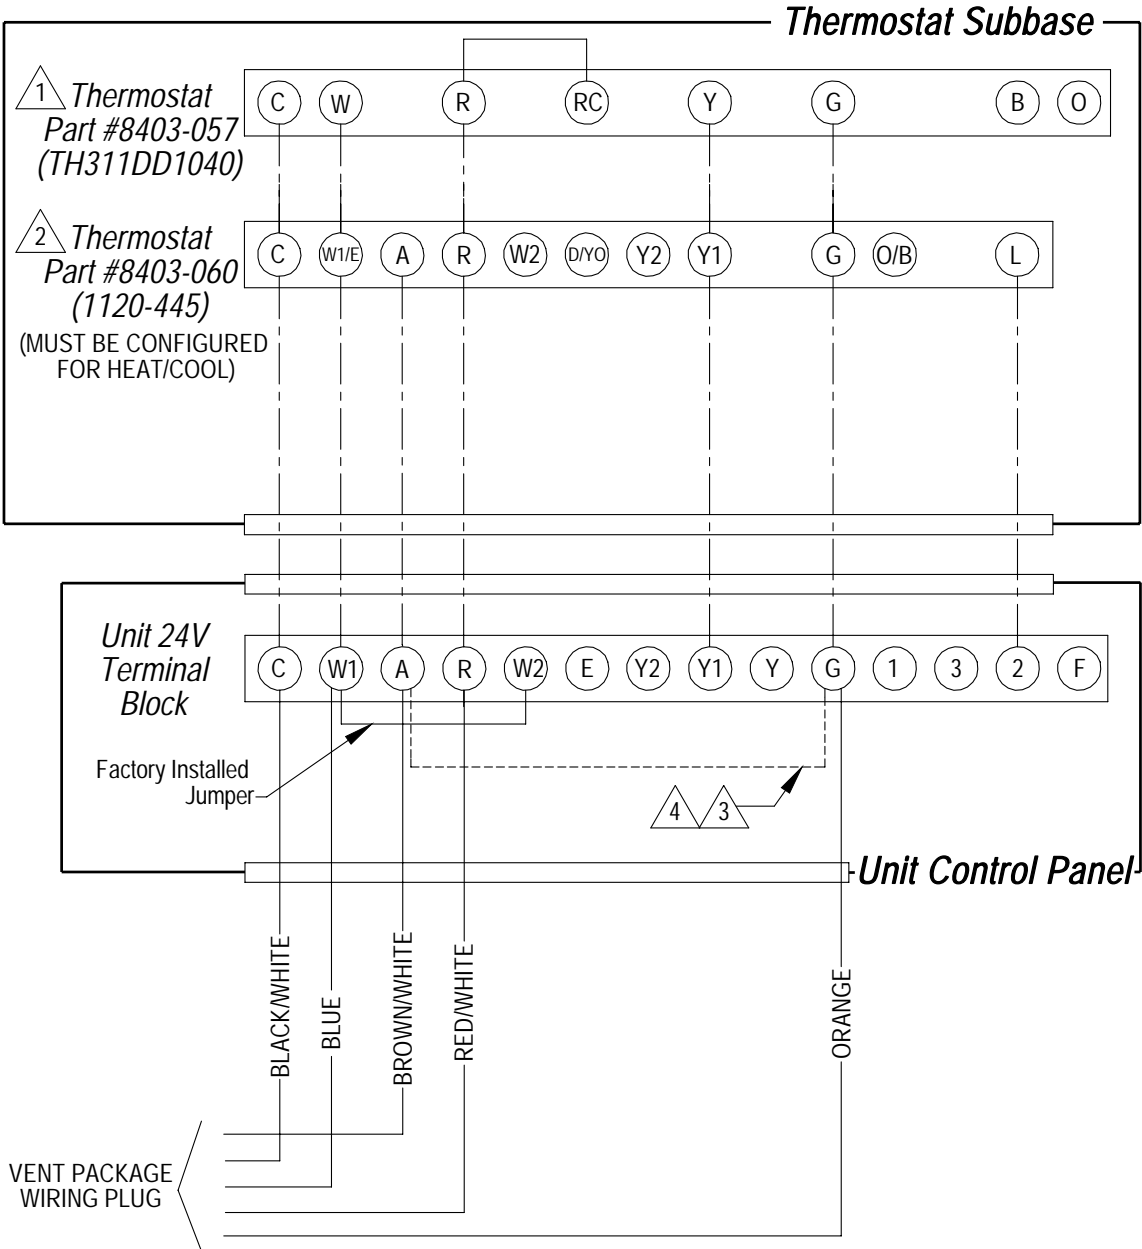 Thermostat Subbase
1 Thermostat
Part #8403-057
(TH311DD1040)
C W R RC Y G B O
2 Thermostat
Part #8403-060
(1120-445)
(MUST BE CONFIGURED
FOR HEAT/COOL)
C W1/E A R W2 D/YO Y2 Y1 G O/B L
Unit 24V
Terminal
Block
C W1 A R W2 E Y2 Y1 Y G 1 3 2 F
Factory Installed
Jumper
4 3
Unit Control Panel
BLACK/WHITE
BLUE
BROWN/WHITE
RED/WHITE
ORANGE
VENT PACKAGE
WIRING PLUG